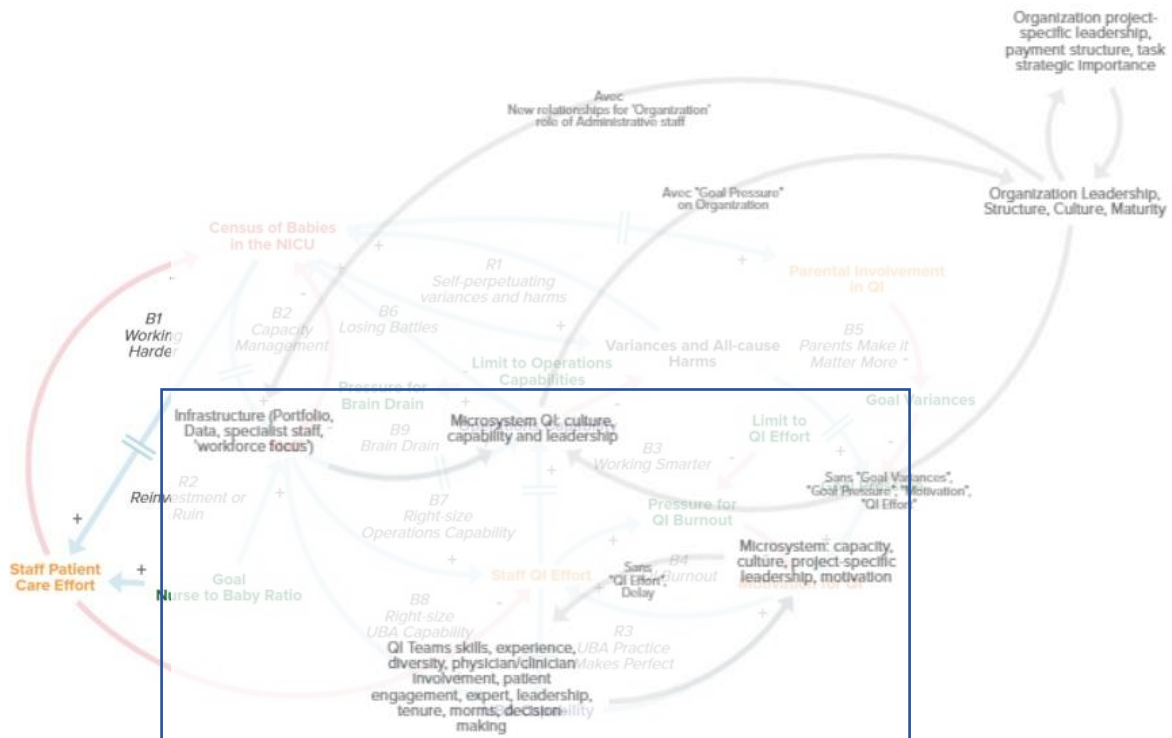 Organization project-
specific leadership,
payment structure, task
strategic importance
Avec
New relationships for 'Organization'
role of Administrative staff
Avec "Goal Pressure"
on Organization
Organization Leadership,
Structure, Culture, Maturity
Census of Babies
in the NICU
+
+
R1
Self-perpetuating
variances and harms
+
Parental Involvement
in QI
-
B1
Working
Harder
-
B2
Capacity
Management
B6
Losing Battles
+
Variances and All-cause
Harms
B5
Parents Make it
Matter More -
Limit to Operations
Capabilities
Pressure for
Brain Drain
Goal Variances
+
+
-
Infrastructure (Portfolio,
Data, specialist staff,
'workforce focus')
Microsystem QI: culture,
capability and leadership
Limit to
QI Effort
B9
Brain Drain
B3
Working Smarter
-
+
-
R2
Reinvestment or
Ruin
+
+
B7
Right-size
Operations Capability
Sans "Goal Variances",
"Goal Pressure", "Motivation",
"QI Effort"
Pressure for
QI Burnout
+
+
Microsystem: capacity,
culture, project-specific
leadership, motivation
Motivation for QI
Staff Patient
Care Effort
+
Goal
Nurse to Baby Ratio
+
Staff QI Effort
Sans
"QI Effort",
Delay
B4
QI Burnout
+
B8
Right-size
UBA Capability
-
+
R3
UBA Practice
Makes Perfect
QI Teams skills, experience,
diversity, physician/clinician
involvement, patient
engagement, expert, leadership,
tenure, morms, decision
making